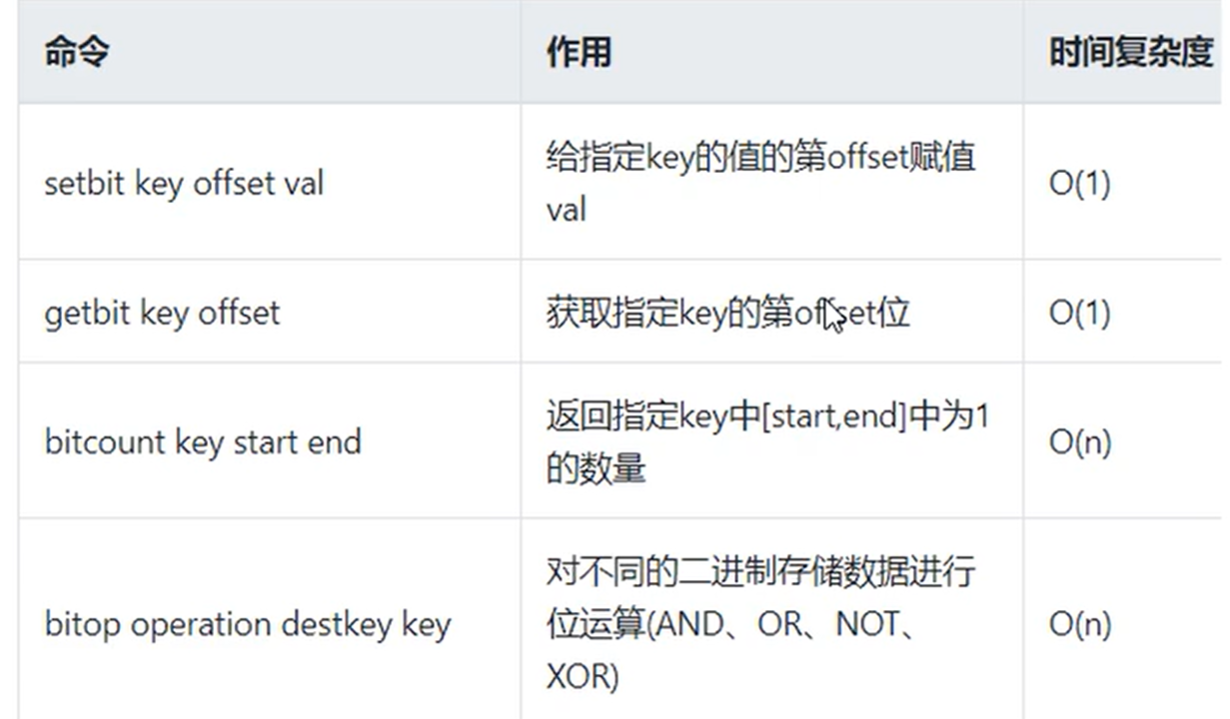 命令
作用
时间复杂度
setbit key offset val
给指定key的值的第offset赋值
val
O(1)
getbit key offset
获取指定key的第offset位
O(1)
bitcount key start end
返回指定key中[start,end]中为1
的数量
O(n)
bitop operation destkey key
对不同的二进制存储数据进行
位运算(AND、OR、NOT、
XOR)
O(n)